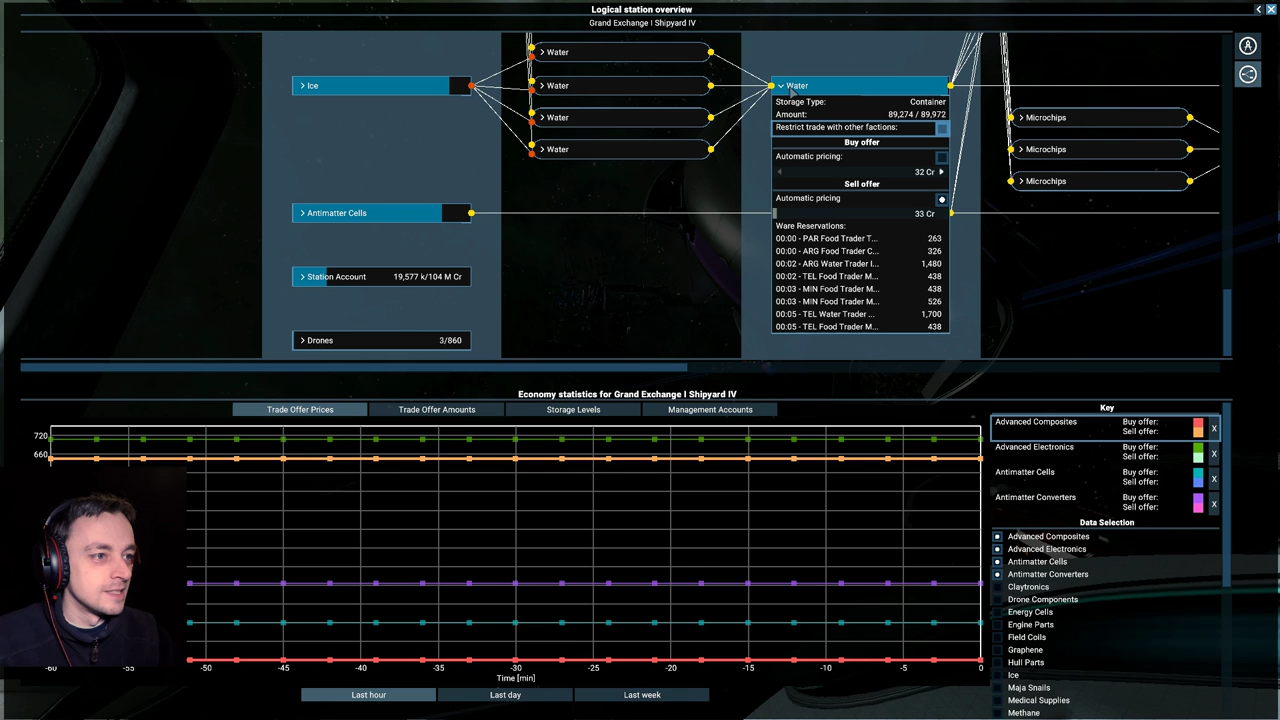 Logical station overview
Grand Exchange I Shipyard IV
Water
Ice
Water
Water
Water
Antimatter Cells
Station Account 19,577 k/104 M Cr
Drones 3/860
Water
Storage Type: Container
Amount: 89,274 / 89,972
Restrict trade with other factions:
Buy offer
Automatic pricing:
32 Cr
Sell offer
Automatic pricing
33 Cr
Ware Reservations:
00:00 - PAR Food Trader T... 263
00:00 - ARG Food Trader C... 326
00:02 - ARG Water Trader I... 1,480
00:02 - TEL Food Trader M... 438
00:03 - MIN Food Trader M... 438
00:03 - MIN Food Trader M... 526
00:05 - TEL Water Trader ... 1,700
00:05 - TEL Food Trader M... 438
Microchips
Microchips
Microchips
Economy statistics for Grand Exchange I Shipyard IV
Trade Offer Prices Trade Offer Amounts Storage Levels Management Accounts
720
660
-60 -55 -50 -45 -40 -35 -30 -25 -20 -15 -10 -5 0
Time [min]
Last hour Last day Last week
Key
Advanced Composites Buy offer:
Sell offer: X
Advanced Electronics Buy offer:
Sell offer: X
Antimatter Cells Buy offer:
Sell offer: X
Antimatter Converters Buy offer:
Sell offer: X
Data Selection
Advanced Composites
Advanced Electronics
Antimatter Cells
Antimatter Converters
Claytronics
Drone Components
Energy Cells
Engine Parts
Field Coils
Graphene
Hull Parts
Ice
Maja Snails
Medical Supplies
Methane